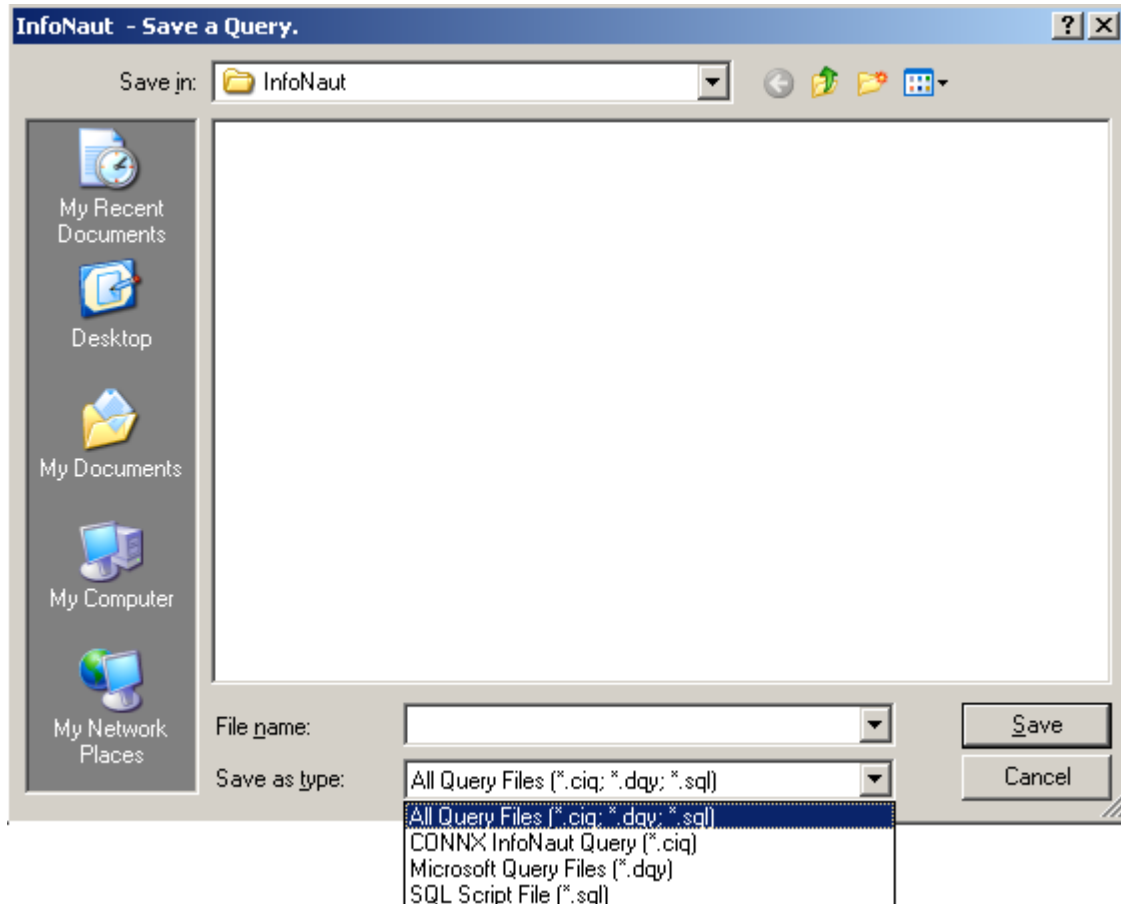 InfoNaut - Save a Query.
Save in: InfoNaut
My Recent
Documents
Desktop
My Documents
My Computer
My Network
Places
File name:
Save
Save as type: All Query Files (*.ciq; *.dqy; *.sql)
Cancel
All Query Files (*.ciq; *.dqy; *.sql)
CONNX InfoNaut Query (*.ciq)
Microsoft Query Files (*.dqy)
SQL Script File (*.sql)